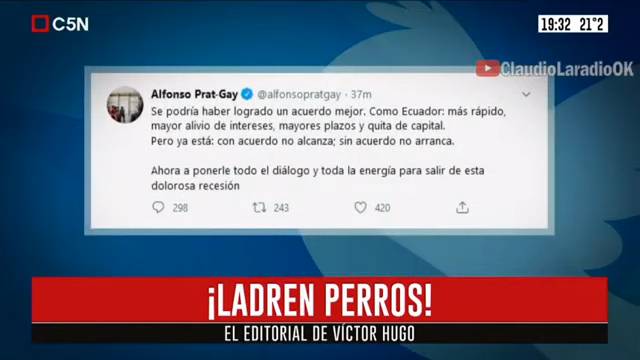 C5N
19:32 21°2
ClaudioLaradioOK
Alfonso Prat-Gay @alfonsopratgay · 37m
Se podría haber logrado un acuerdo mejor. Como Ecuador: más rápido,
mayor alivio de intereses, mayores plazos y quita de capital.
Pero ya está: con acuerdo no alcanza; sin acuerdo no arranca.
Ahora a ponerle todo el diálogo y toda la energía para salir de esta
dolorosa recesión
298 243 420
¡LADREN PERROS!
EL EDITORIAL DE VÍCTOR HUGO